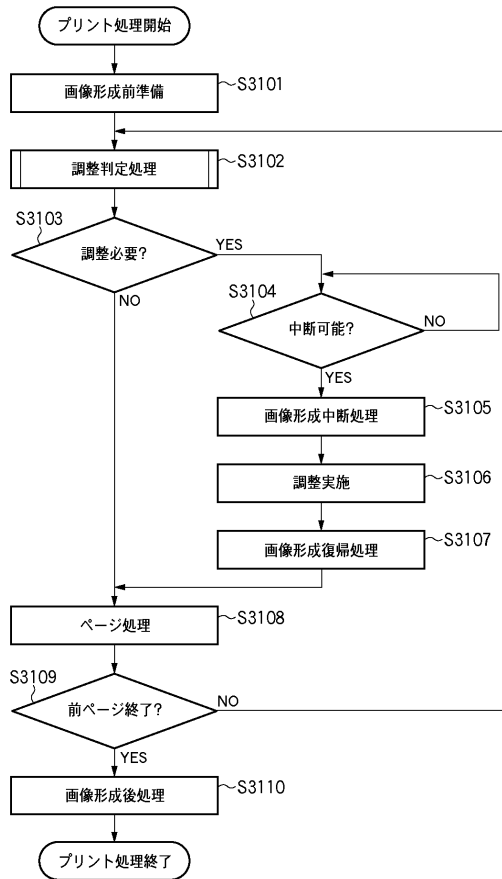 プリント処理開始
画像形成前準備
S3101
調整判定処理
S3102
S3103
調整必要?
YES
NO
S3104
中断可能?
NO
YES
画像形成中断処理
S3105
調整実施
S3106
画像形成復帰処理
S3107
ページ処理
S3108
S3109
前ページ終了?
NO
YES
画像形成後処理
S3110
プリント処理終了